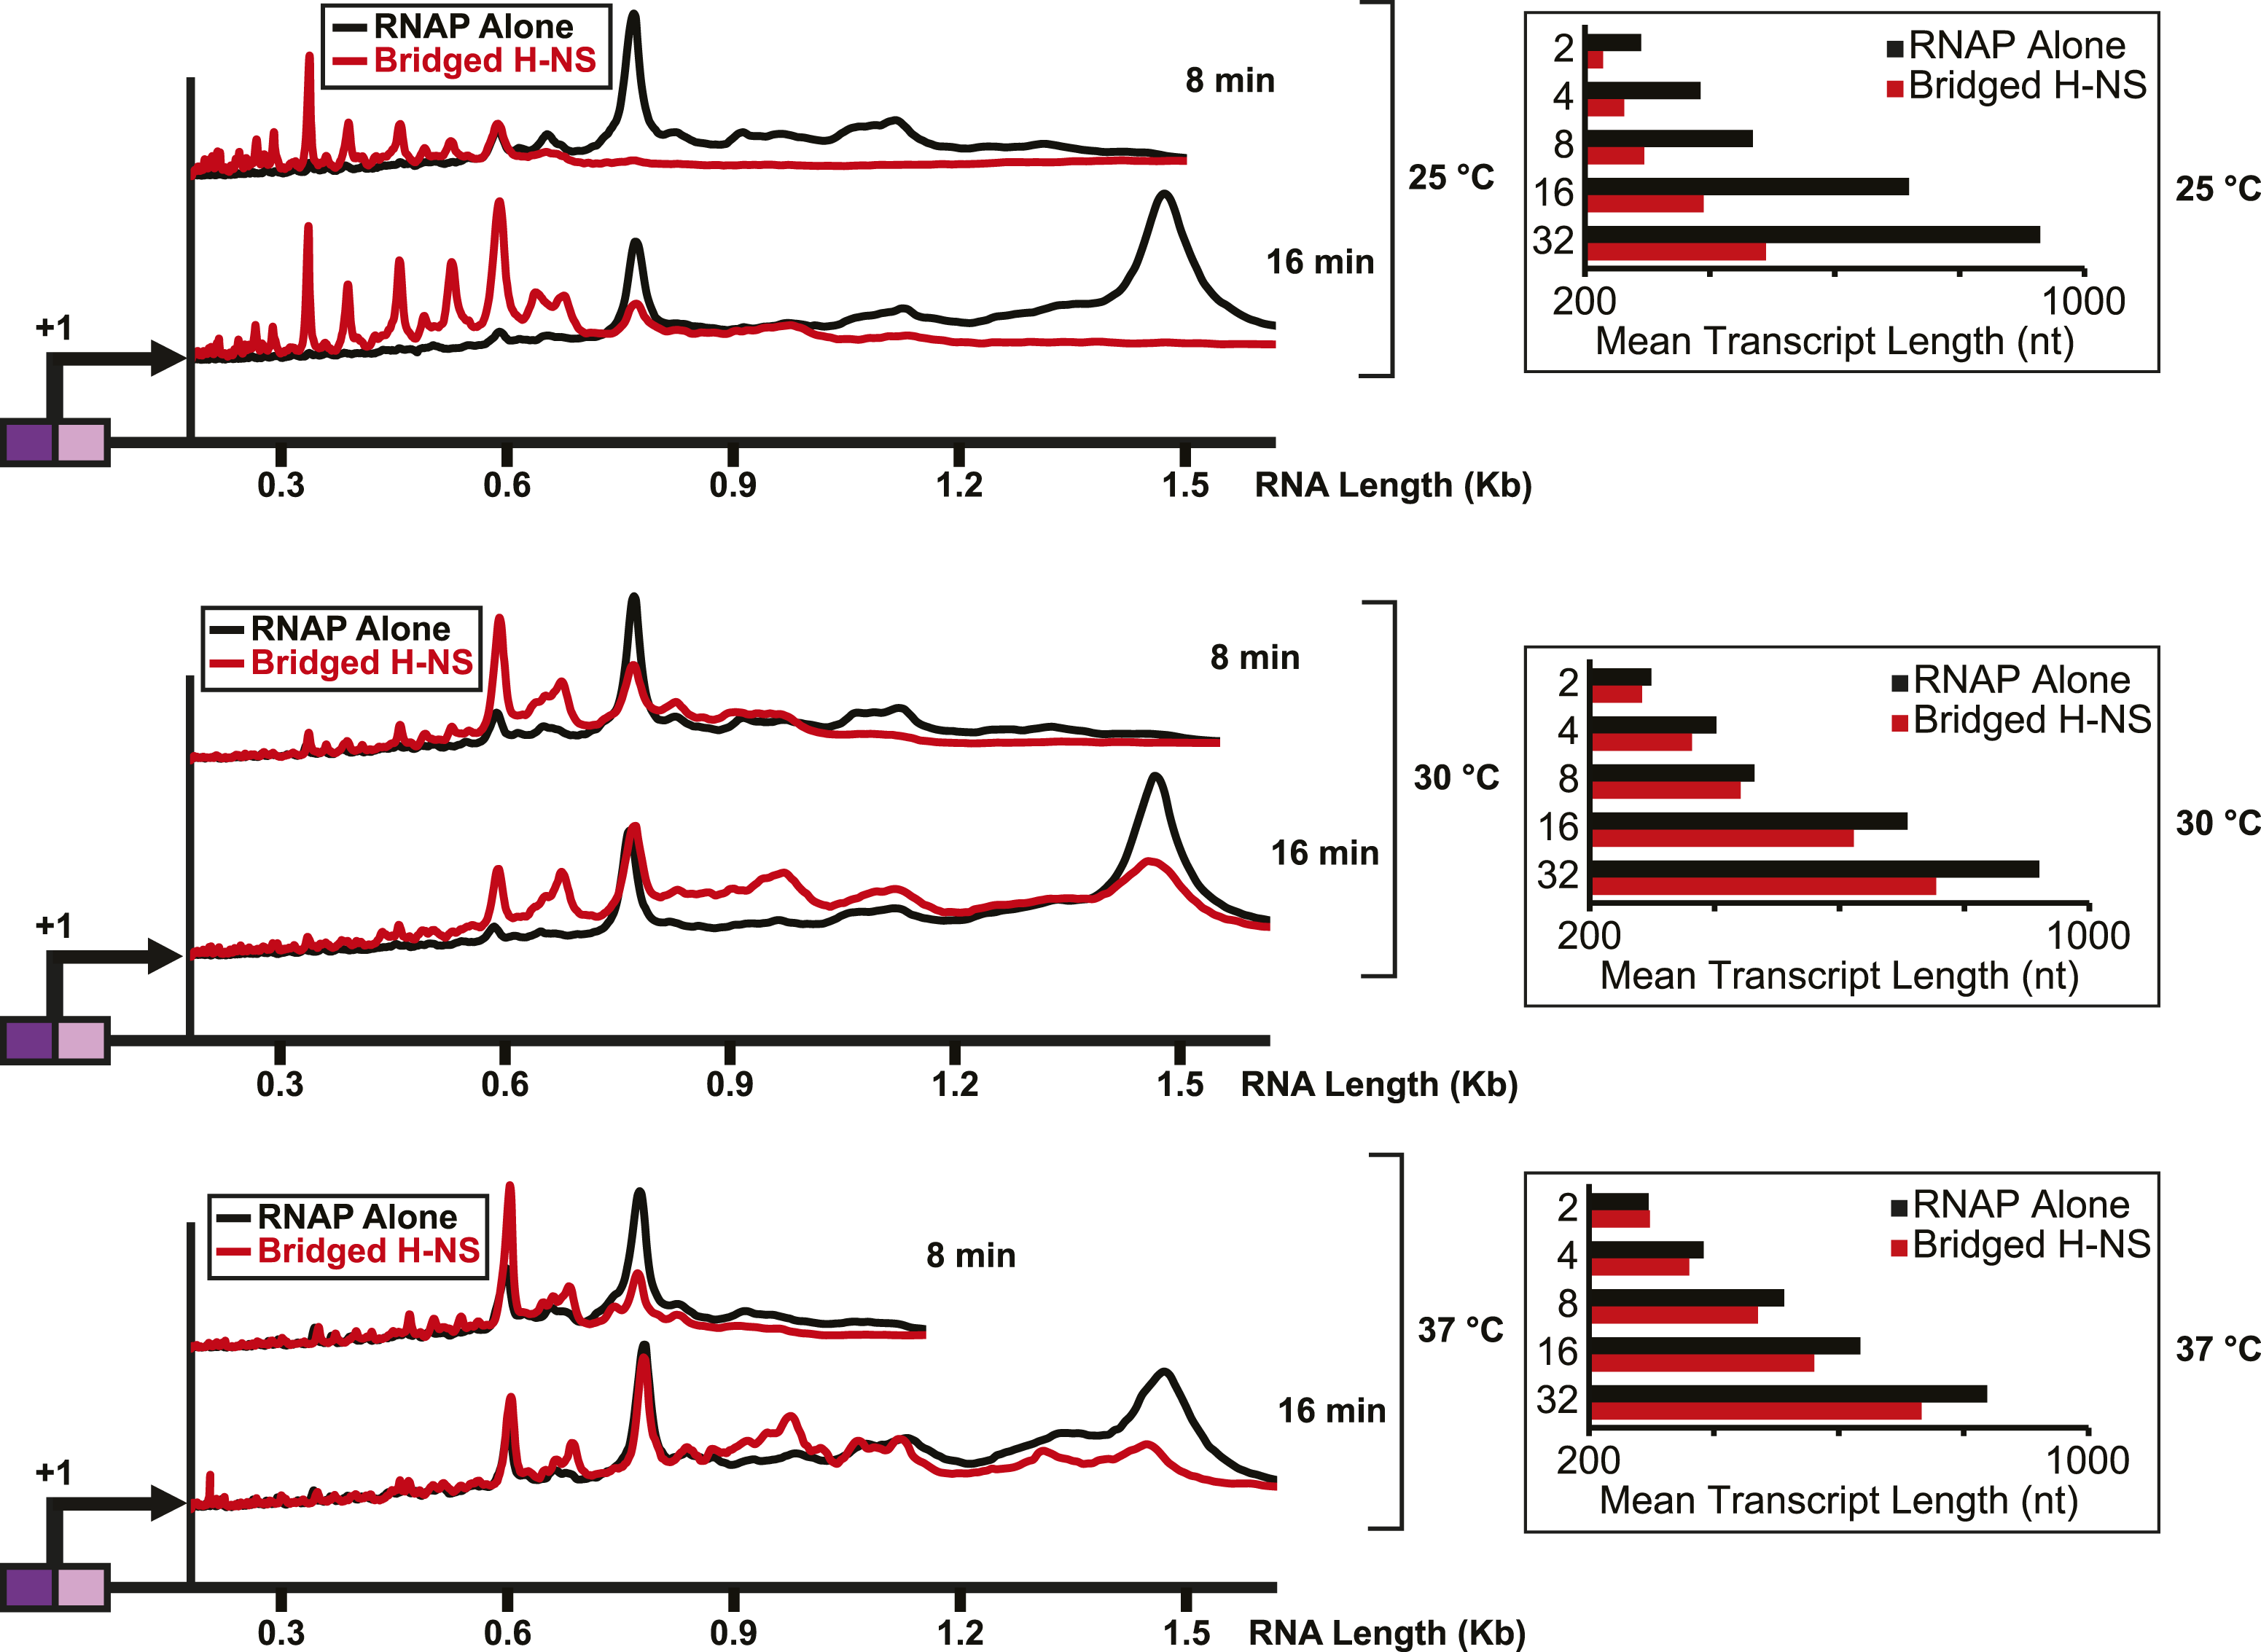 RNAP Alone
Bridged H-NS
8 min
16 min
25 °C
+1
0.3 0.6 0.9 1.2 1.5 RNA Length (Kb)
RNAP Alone
Bridged H-NS
2
4
8
16
32
200 1000
Mean Transcript Length (nt)
25 °C
RNAP Alone
Bridged H-NS
8 min
16 min
30 °C
+1
0.3 0.6 0.9 1.2 1.5 RNA Length (Kb)
RNAP Alone
Bridged H-NS
2
4
8
16
32
200 1000
Mean Transcript Length (nt)
30 °C
RNAP Alone
Bridged H-NS
8 min
16 min
37 °C
+1
0.3 0.6 0.9 1.2 1.5 RNA Length (Kb)
RNAP Alone
Bridged H-NS
2
4
8
16
32
200 1000
Mean Transcript Length (nt)
37 °C